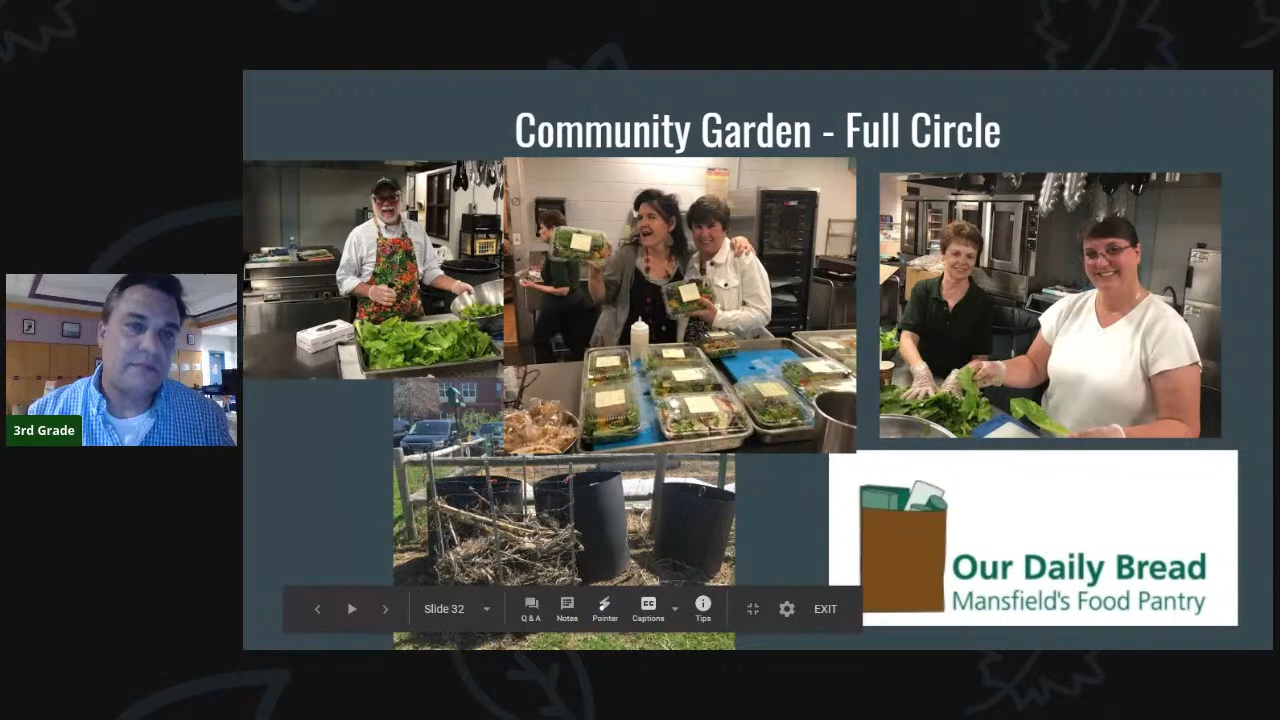 Community Garden - Full Circle
3rd Grade
Our Daily Bread
Mansfield's Food Pantry
Slide 32
Q & A
Notes
Pointer
Captions
Tips
EXIT